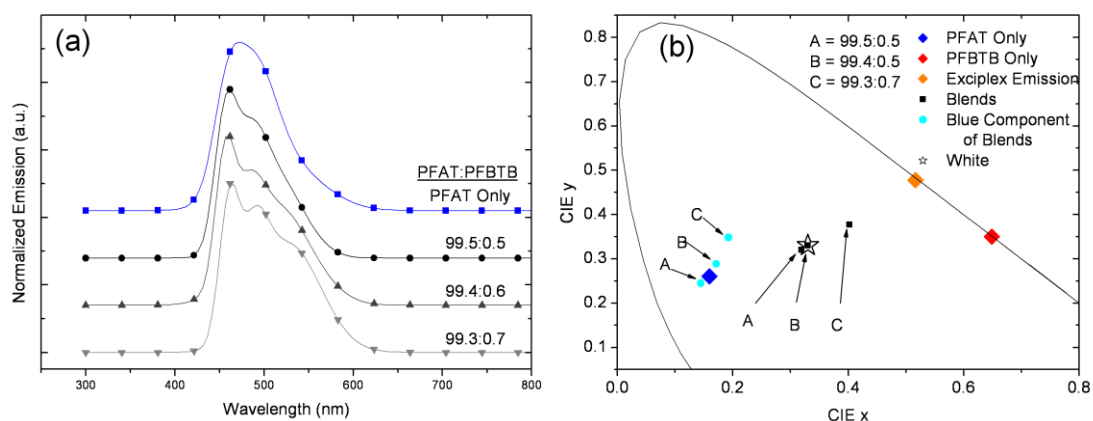 (a)
Normalized Emission (a.u.)
PFAT:PFBTB
PFAT Only
99.5:0.5
99.4:0.6
99.3:0.7
300 400 500 600 700 800
Wavelength (nm)
(b)
A = 99.5:0.5
B = 99.4:0.5
C = 99.3:0.7
PFAT Only
PFBTB Only
Exciplex Emission
Blends
Blue Component
of Blends
White
CIE y
0.8
0.7
0.6
0.5
0.4
0.3
0.2
0.1
C
B
A
A B C
0.0 0.2 0.4 0.6 0.8
CIE x